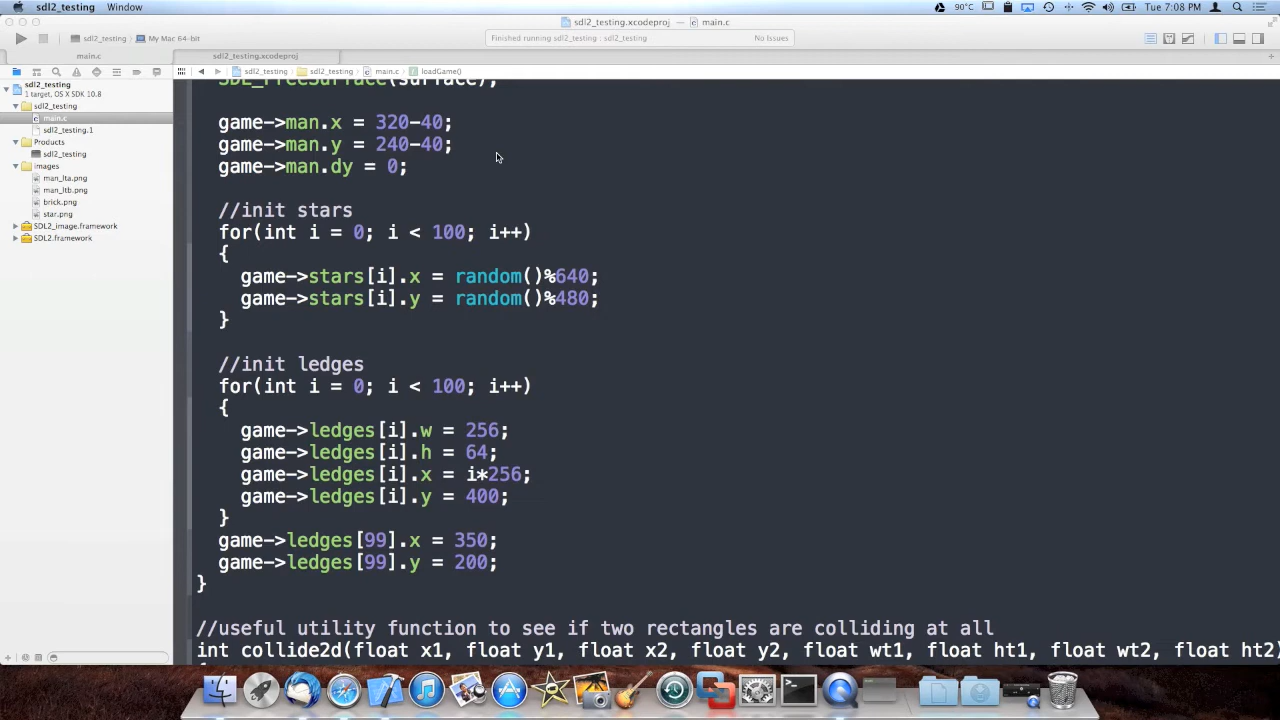 sdl2_testing Window 90°C Tue 7:08 PM
sdl2_testing.xcodeproj — main.c
sdl2_testing My Mac 64-bit
Finished running sdl2_testing : sdl2_testing No Issues
main.c sdl2_testing.xcodeproj
sdl2_testing sdl2_testing main.c loadGame()
sdl2_testing
1 target, OS X SDK 10.8
sdl2_testing
main.c
sdl2_testing.1
Products
sdl2_testing
images
man_lta.png
man_ltb.png
brick.png
star.png
SDL2_image.framework
SDL2.framework
SDL_FreeSurface(surface);
game->man.x = 320-40;
game->man.y = 240-40;
game->man.dy = 0;
//init stars
for(int i = 0; i < 100; i++)
{
game->stars[i].x = random()%640;
game->stars[i].y = random()%480;
}
//init ledges
for(int i = 0; i < 100; i++)
{
game->ledges[i].w = 256;
game->ledges[i].h = 64;
game->ledges[i].x = i*256;
game->ledges[i].y = 400;
}
game->ledges[99].x = 350;
game->ledges[99].y = 200;
}
//useful utility function to see if two rectangles are colliding at all
int collide2d(float x1, float y1, float x2, float y2, float wt1, float ht1, float wt2, float ht2)
{